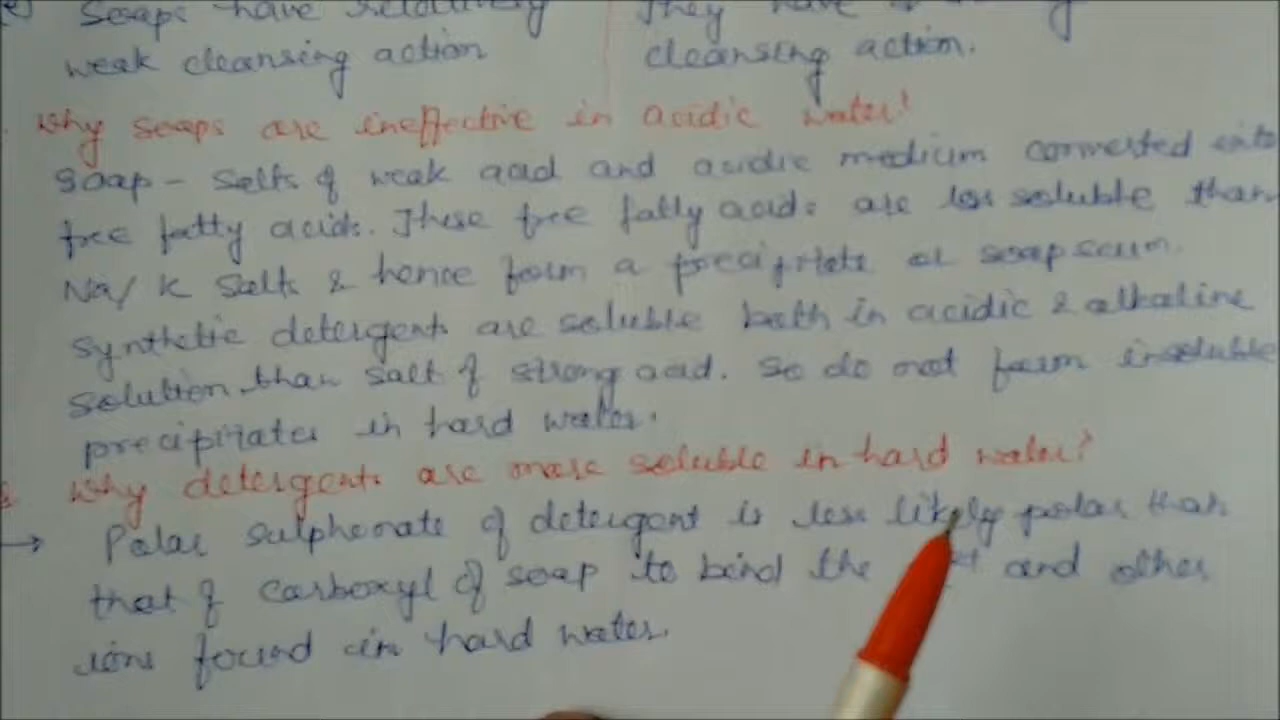 Soaps have relatively They have
weak cleansing action cleansing action.
Why soaps are ineffective in acidic water?
Soap - Salts of weak acid and acidic medium converted into
free fatty acids. These free fatty acids are less soluble than
Na/K Salts & hence form a precipitate or soap scum.
Synthetic detergents are soluble both in acidic & alkaline
solution than salt of strong acid. So do not form insoluble
precipitates in hard water.
Why detergents are more soluble in hard water?
→ Polar sulphonate of detergent is less likely polar than
that of carboxyl of soap to bind the and other
ions found in hard water.